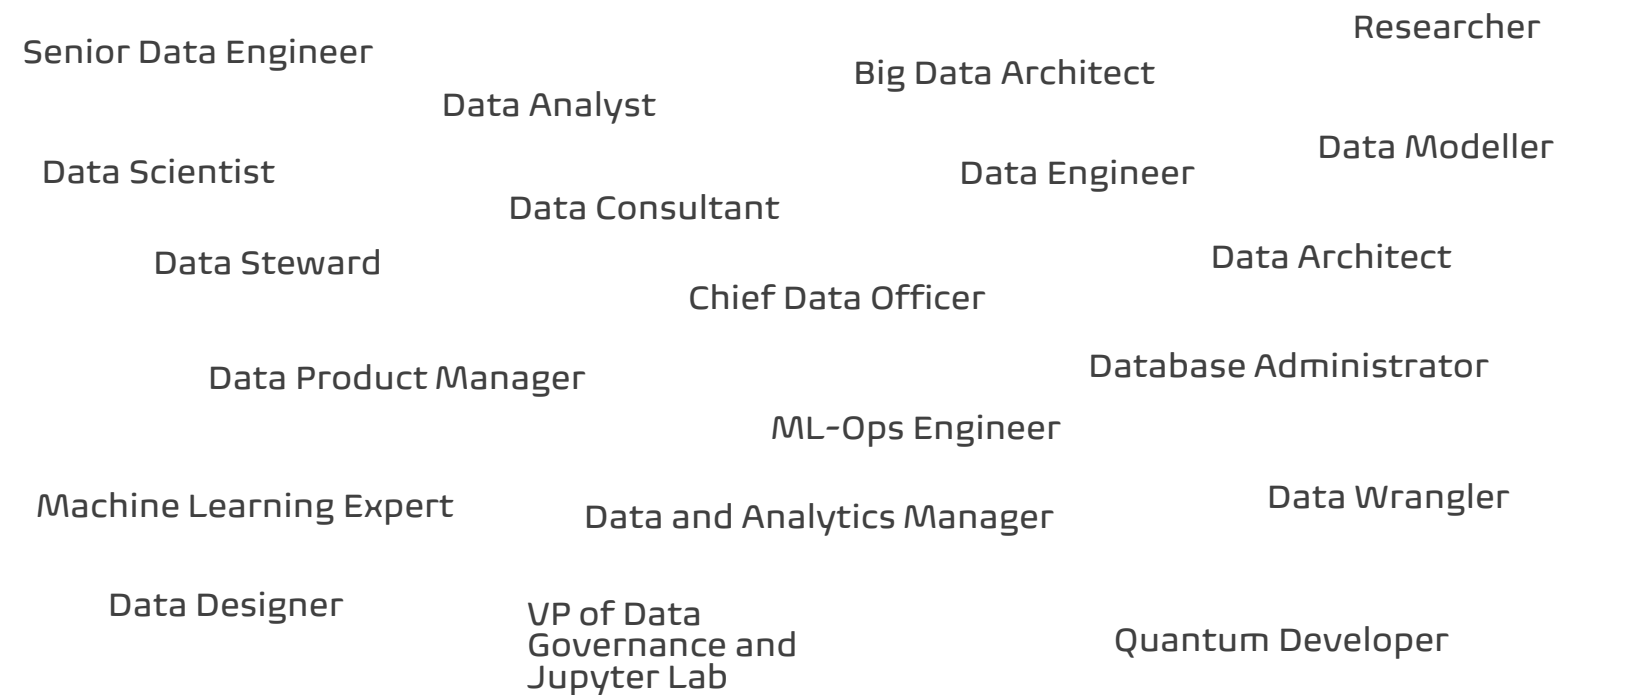 Researcher
Senior Data Engineer
Big Data Architect
Data Analyst
Data Modeller
Data Scientist
Data Engineer
Data Consultant
Data Steward
Data Architect
Chief Data Officer
Database Administrator
Data Product Manager
ML-Ops Engineer
Data Wrangler
Machine Learning Expert
Data and Analytics Manager
Data Designer
VP of Data
Governance and
Jupyter Lab
Quantum Developer